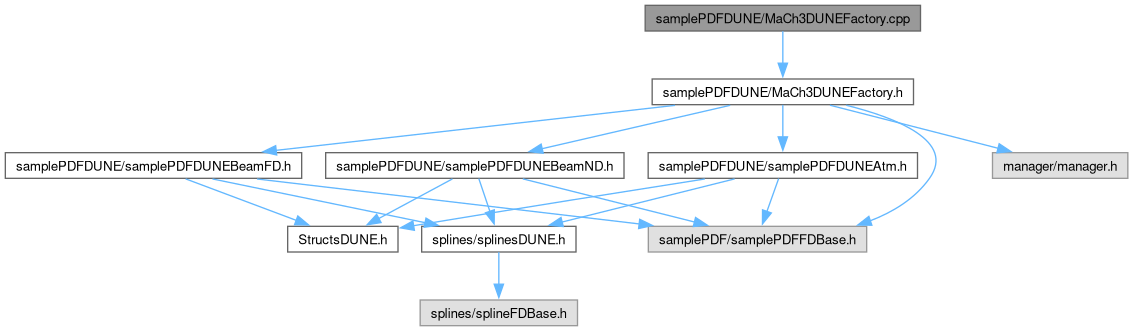 samplePDFDUNE/MaCh3DUNEFactory.cpp
samplePDFDUNE/MaCh3DUNEFactory.h
samplePDFDUNE/samplePDFDUNEBeamFD.h
samplePDFDUNE/samplePDFDUNEBeamND.h
samplePDFDUNE/samplePDFDUNEAtm.h
manager/manager.h
StructsDUNE.h
splines/splinesDUNE.h
samplePDF/samplePDFFDBase.h
splines/splineFDBase.h